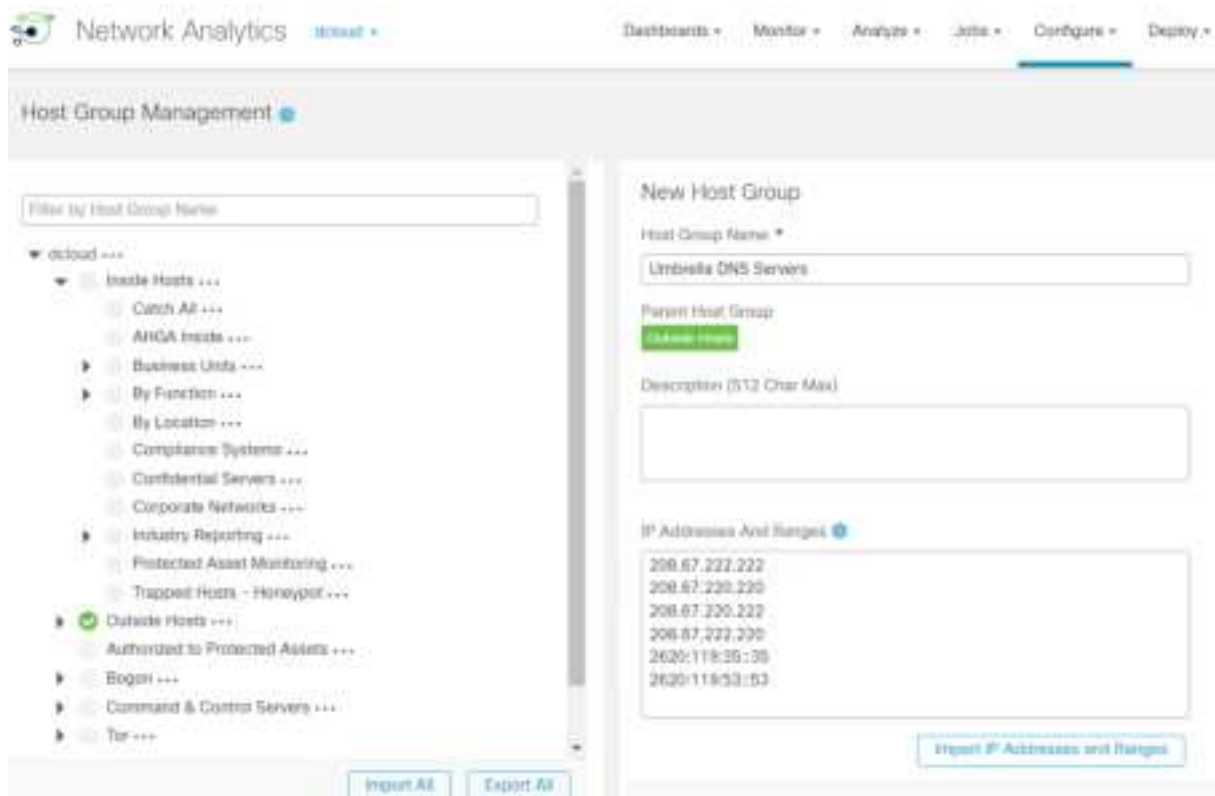 Network Analytics
dcloud
Dashboards
Monitor
Analyze
Jobs
Configure
Deploy
Host Group Management
Filter by Host Group Name
dcloud ...
Inside Hosts ...
Catch All ...
AHGA Inside ...
Business Units ...
By Function ...
By Location ...
Compliance Systems ...
Confidential Servers ...
Corporate Networks ...
Industry Reporting ...
Protected Asset Monitoring ...
Trapped Hosts - Honeypot ...
Outside Hosts ...
Authorized to Protected Assets ...
Bogon ...
Command & Control Servers ...
Tor ...
Import All
Export All
New Host Group
Host Group Name *
Umbrella DNS Servers
Parent Host Group
Outside Hosts
Description (512 Char Max)
IP Addresses And Ranges
208.67.222.222
208.67.220.220
208.67.220.222
208.67.222.220
2620:119:35::35
2620:119:53::53
Import IP Addresses and Ranges